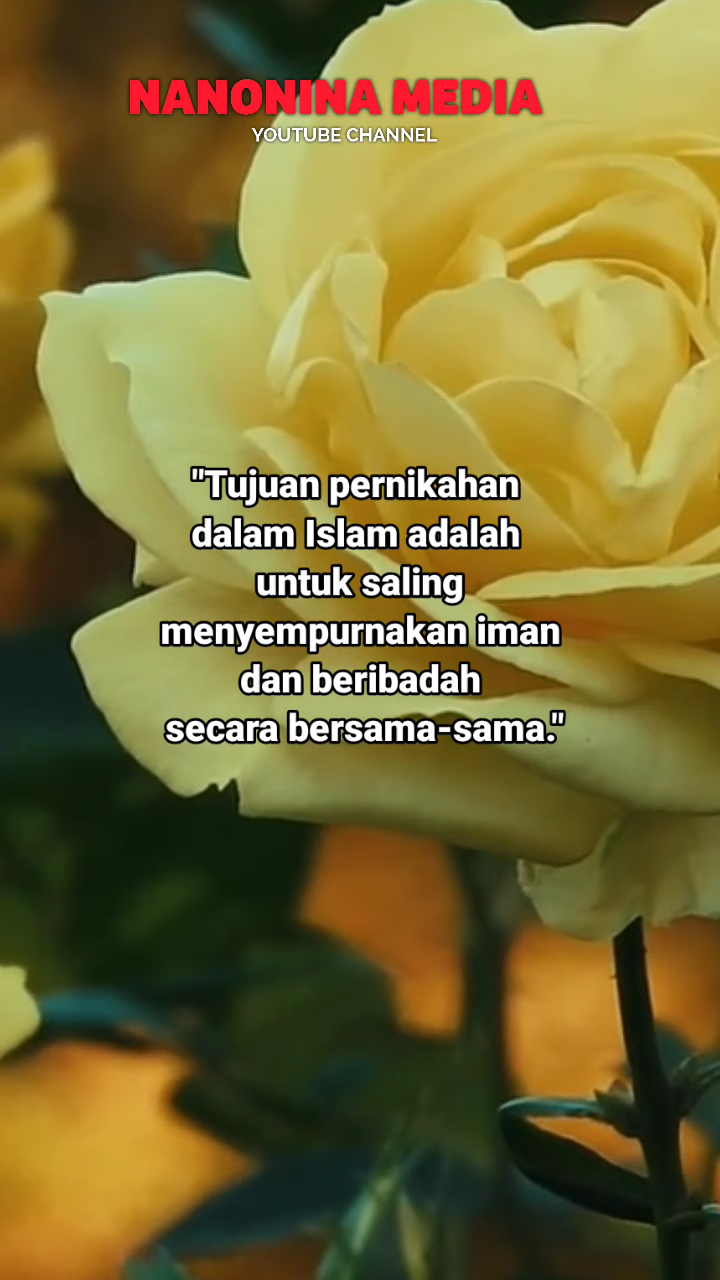 NANONINA MEDIA
YOUTUBE CHANNEL
"Tujuan pernikahan
dalam Islam adalah
untuk saling
menyempurnakan iman
dan beribadah
secara bersama-sama."